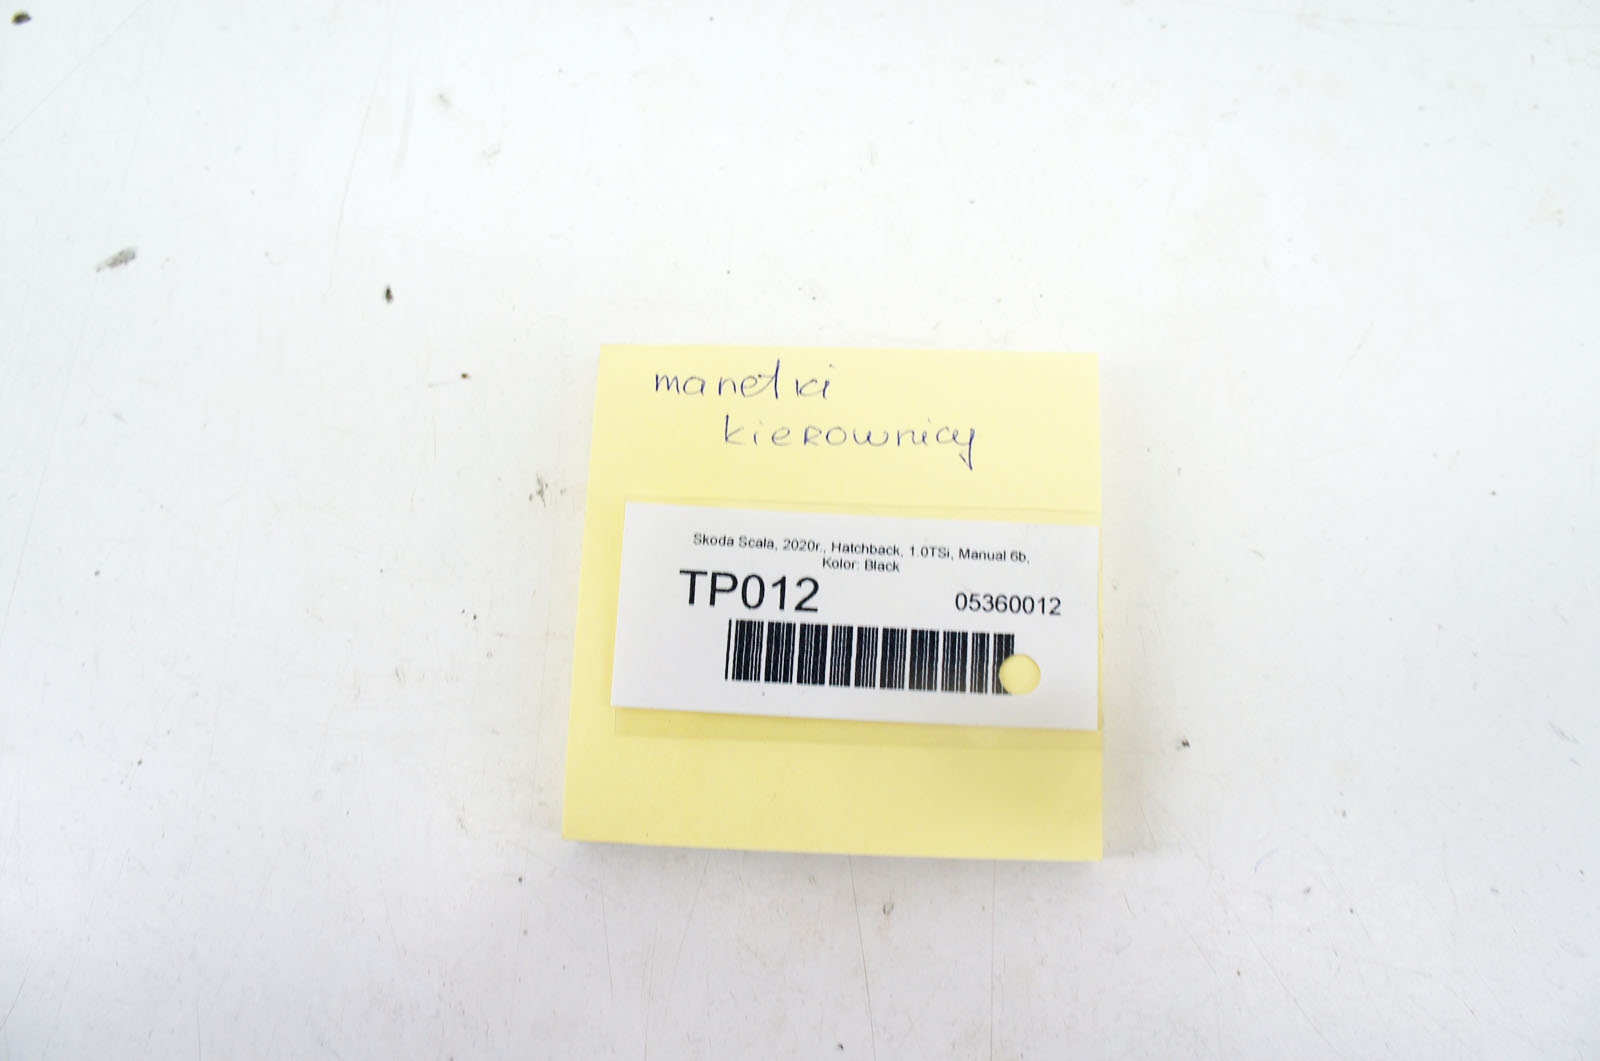 manetki
kierownicy
Skoda Scala, 2020r., Hatchback, 1.0TSi, Manual 6b,
Kolor: Black
TP012
05360012